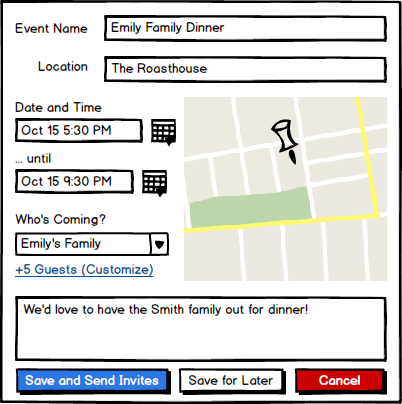 Event Name
Emily Family Dinner
Location
The Roasthouse
Date and Time
Oct 15 5:30 PM
... until
Oct 15 9:30 PM
Who's Coming?
Emily's Family
+5 Guests (Customize)
We'd love to have the Smith family out for dinner!
Save and Send Invites
Save for Later
Cancel